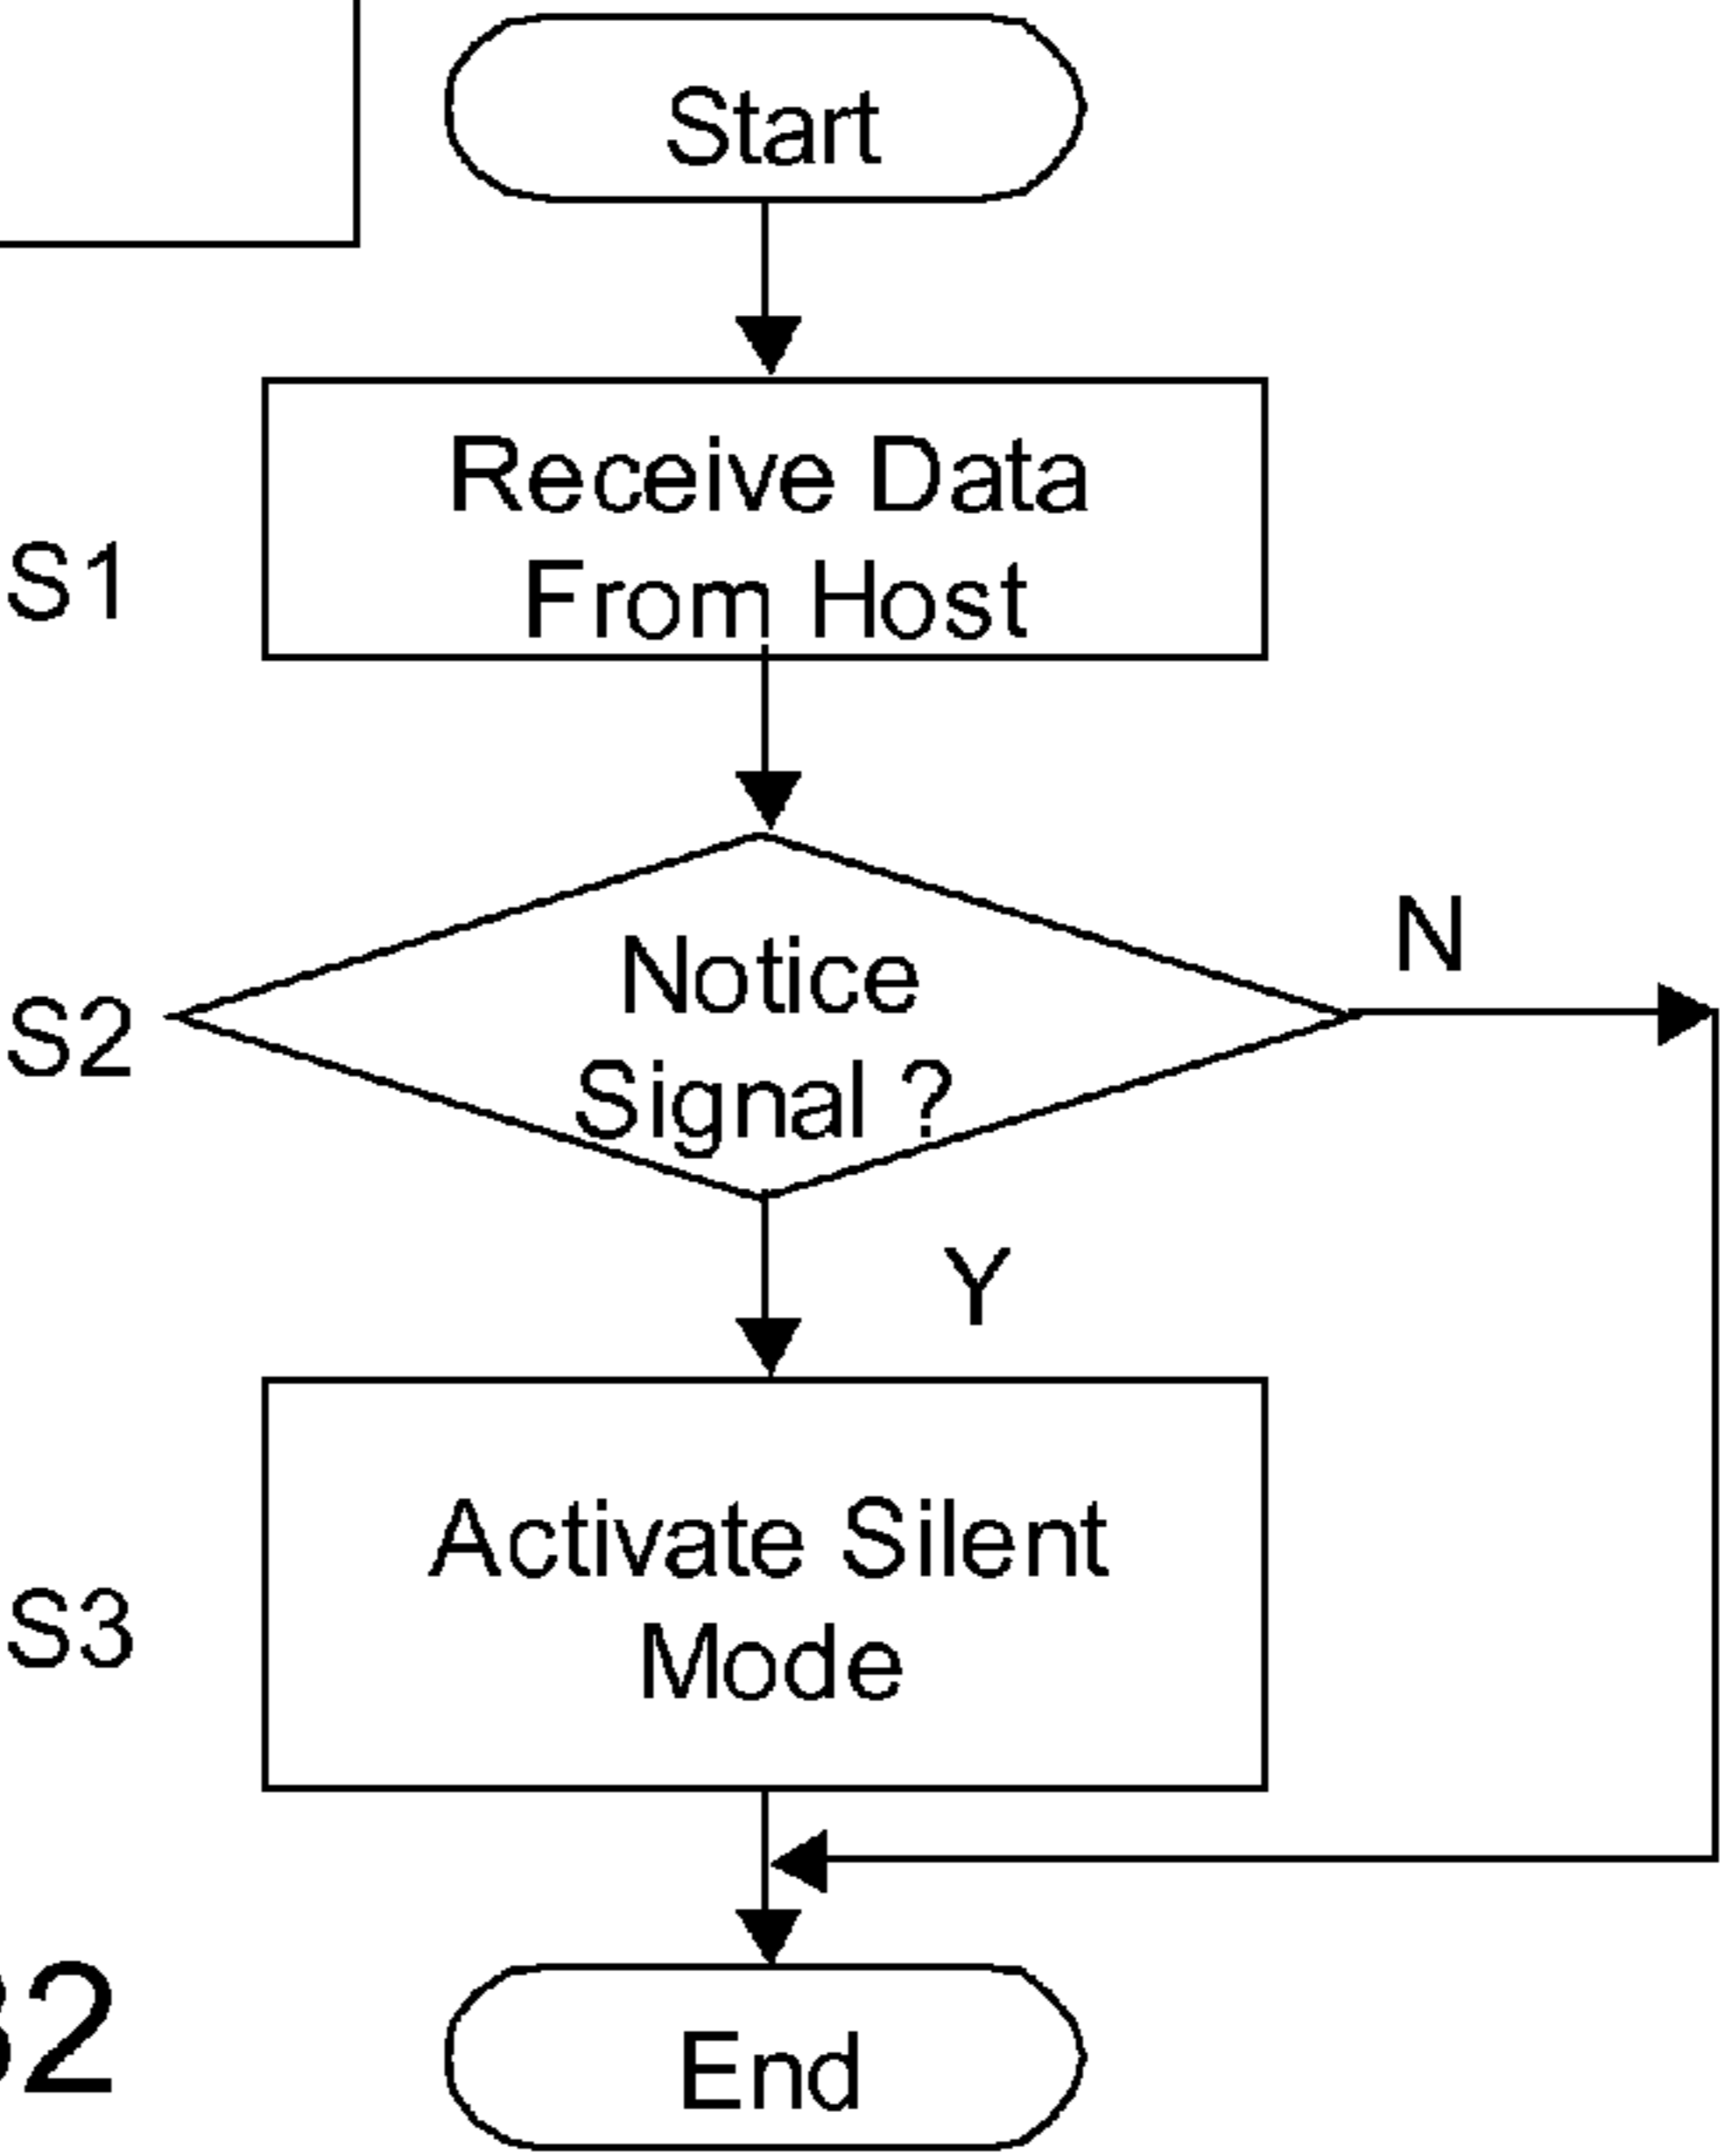 Start
Receive Data
From Host
S1
Notice
Signal ?
S2
N
Y
Activate Silent
Mode
S3
End